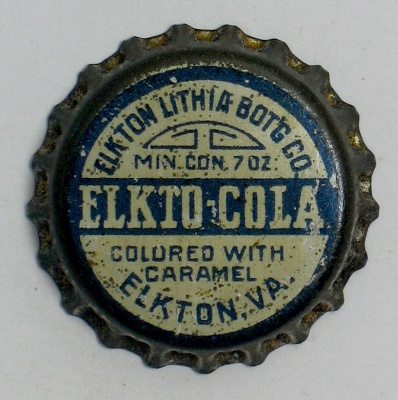 ELKTON LITHIA BOT'G CO.
MIN. CON. 7 OZ.
ELKTO-COLA
COLORED WITH
CARAMEL
ELKTON, VA.